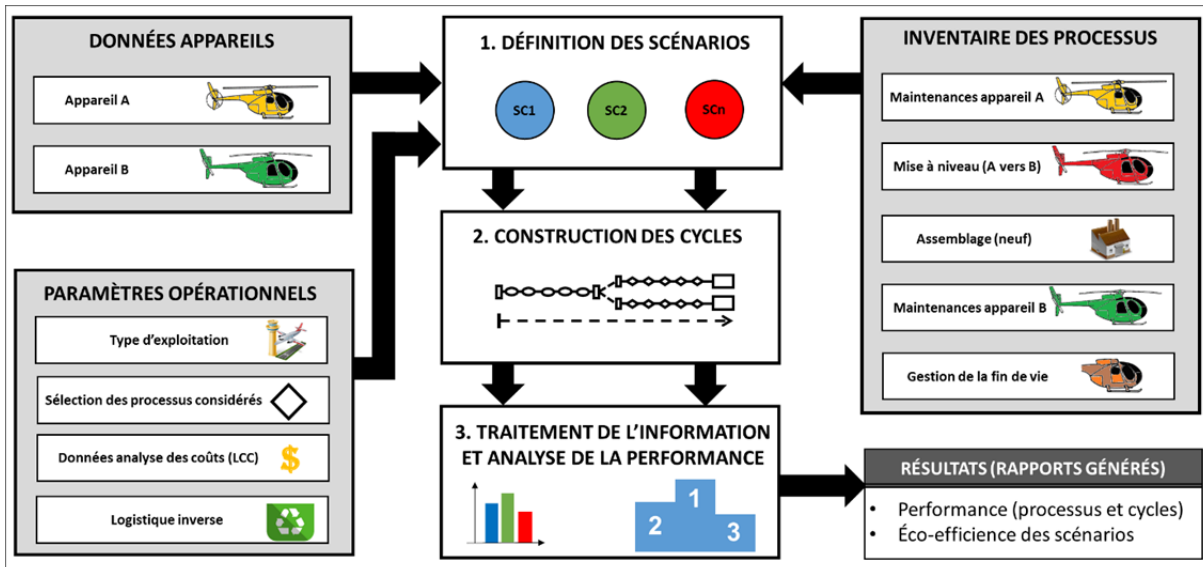 DONNÉES APPAREILS
Appareil A
Appareil B
PARAMÈTRES OPÉRATIONNELS
Type d'exploitation
Sélection des processus considérés
Données analyse des coûts (LCC)
$
Logistique inverse
1. DÉFINITION DES SCÉNARIOS
SC1
SC2
SCn
2. CONSTRUCTION DES CYCLES
3. TRAITEMENT DE L'INFORMATION
ET ANALYSE DE LA PERFORMANCE
1
2
3
INVENTAIRE DES PROCESSUS
Maintenances appareil A
Mise à niveau (A vers B)
Assemblage (neuf)
Maintenances appareil B
Gestion de la fin de vie
RÉSULTATS (RAPPORTS GÉNÉRÉS)
• Performance (processus et cycles)
• Éco-efficience des scénarios